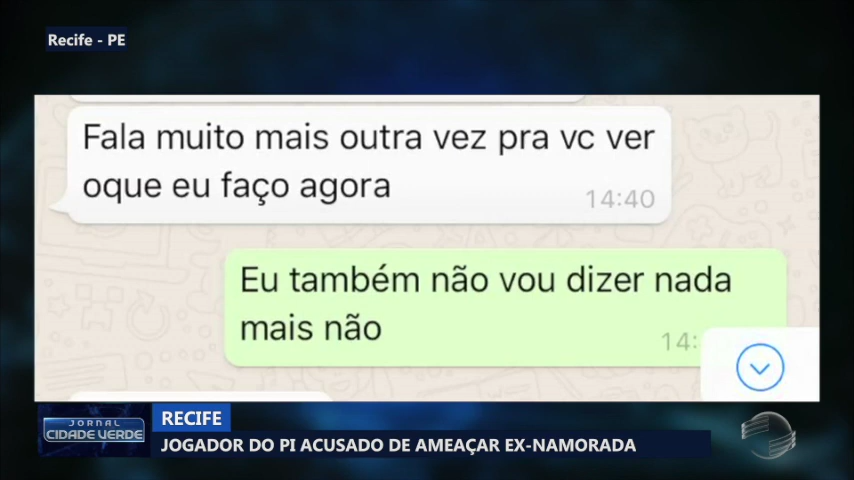 Recife - PE
Fala muito mais outra vez pra vc ver
oque eu faço agora
14:40
Eu também não vou dizer nada
mais não
14:
JORNAL
CIDADE VERDE
RECIFE
JOGADOR DO PI ACUSADO DE AMEAÇAR EX-NAMORADA